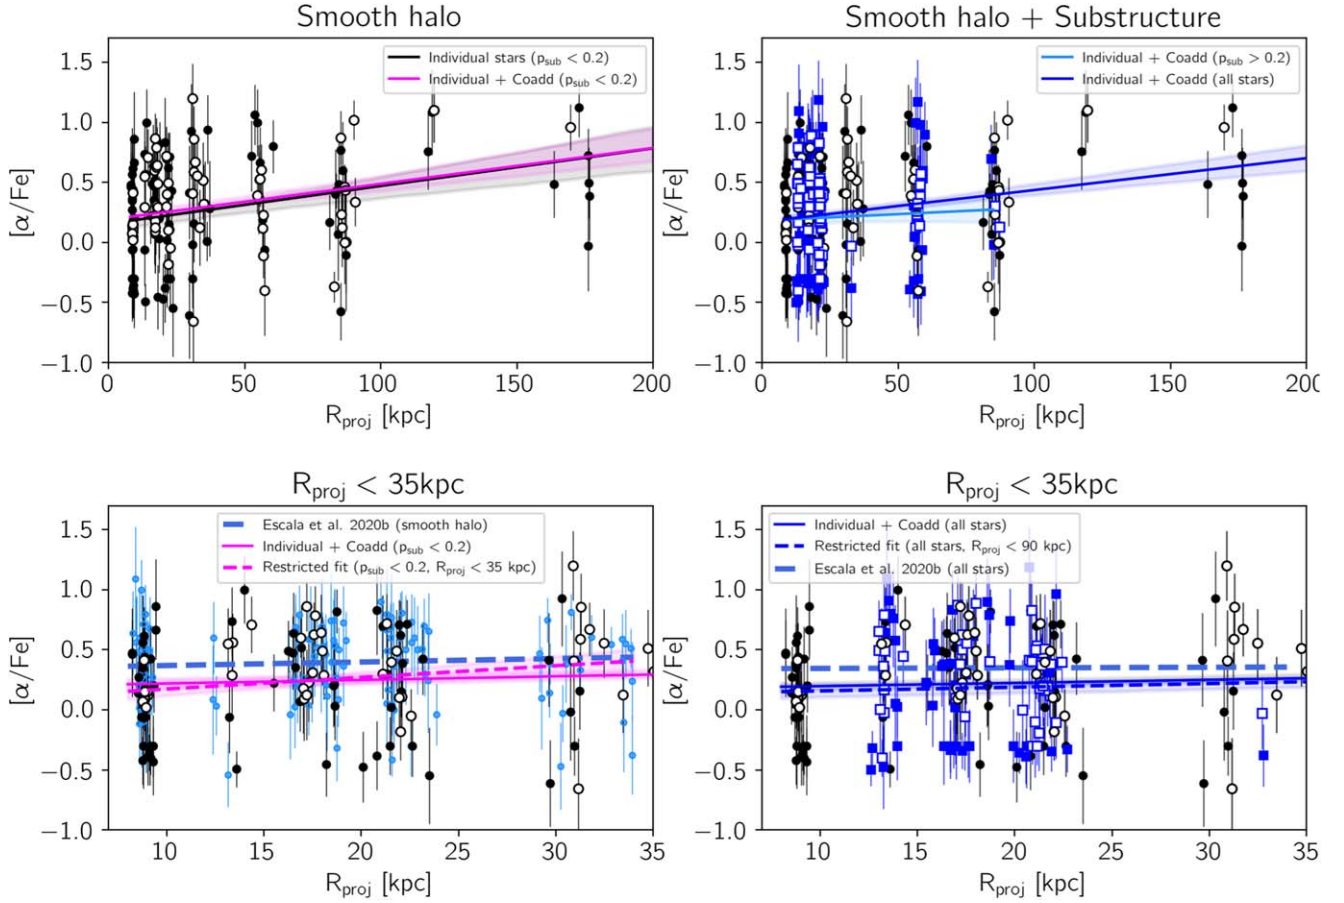 Smooth halo
Smooth halo + Substructure
1.5
1.0
0.5
0.0
−0.5
−1.0
[α/Fe]
Individual stars (p_sub < 0.2)
Individual + Coadd (p_sub < 0.2)
0 50 100 150 200
R_proj [kpc]
1.5
1.0
0.5
0.0
−0.5
−1.0
[α/Fe]
Individual + Coadd (p_sub > 0.2)
Individual + Coadd (all stars)
0 50 100 150 200
R_proj [kpc]
R_proj < 35kpc
1.5
1.0
0.5
0.0
−0.5
−1.0
[α/Fe]
Escala et al. 2020b (smooth halo)
Individual + Coadd (p_sub < 0.2)
Restricted fit (p_sub < 0.2, R_proj < 35 kpc)
10 15 20 25 30 35
R_proj [kpc]
R_proj < 35kpc
1.5
1.0
0.5
0.0
−0.5
−1.0
[α/Fe]
Individual + Coadd (all stars)
Restricted fit (all stars, R_proj < 90 kpc)
Escala et al. 2020b (all stars)
10 15 20 25 30 35
R_proj [kpc]